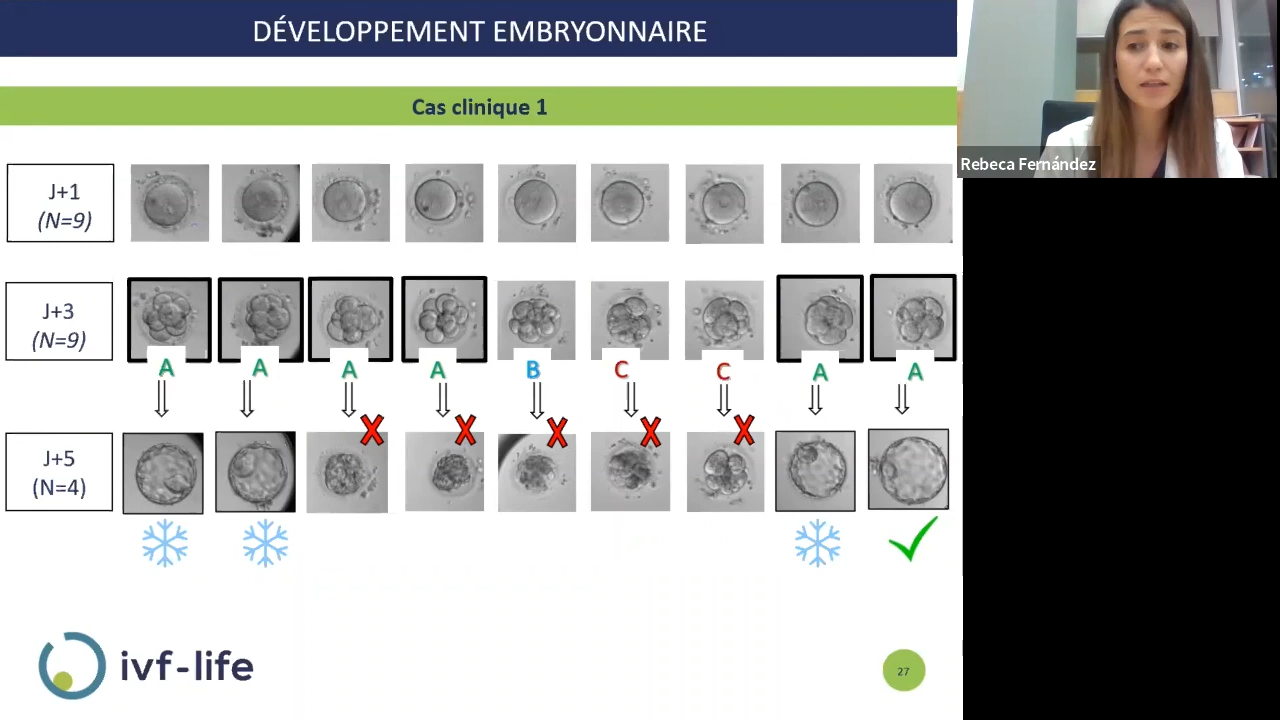 DÉVELOPPEMENT EMBRYONNAIRE
Cas clinique 1
Rebeca Fernández
J+1
(N=9)
J+3
(N=9)
A A A A B C C A A
J+5
(N=4)
X X X X X
ivf-life
27